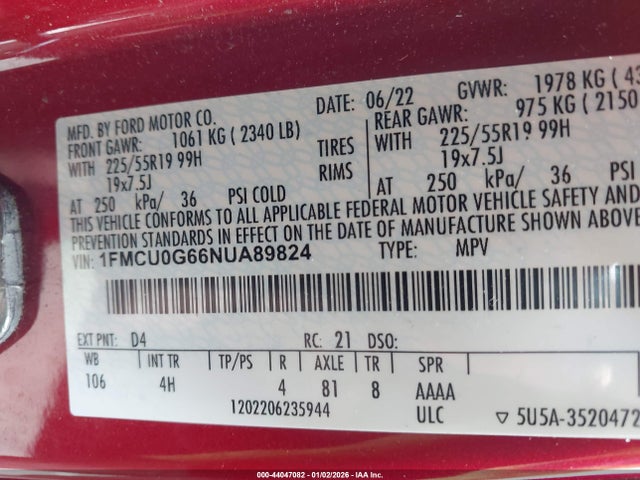 MFD. BY FORD MOTOR CO.
DATE: 06/22 GVWR: 1978 KG ( 43
FRONT GAWR: 1061 KG ( 2340 LB)
REAR GAWR: 975 KG ( 2150
WITH 225/55R19 99H TIRES WITH 225/55R19 99H
19x7.5J RIMS 19x7.5J
AT 250 kPa/ 36 PSI COLD AT 250 kPa/ 36 PSI
THIS VEHICLE CONFORMS TO ALL APPLICABLE FEDERAL MOTOR VEHICLE SAFETY AND
PREVENTION STANDARDS IN EFFECT ON THE DATE OF MANUFACTURE SHOWN ABOVE
VIN: 1FMCU0G66NUA89824 TYPE: MPV
EXT PNT: D4 RC: 21 DSO:
WB INT TR TP/PS R AXLE TR SPR
106 4H 4 81 8 AAAA
1202206235944 ULC ▽ 5U5A-3520472
000-44047082 - 01/02/2026 - IAA Inc.